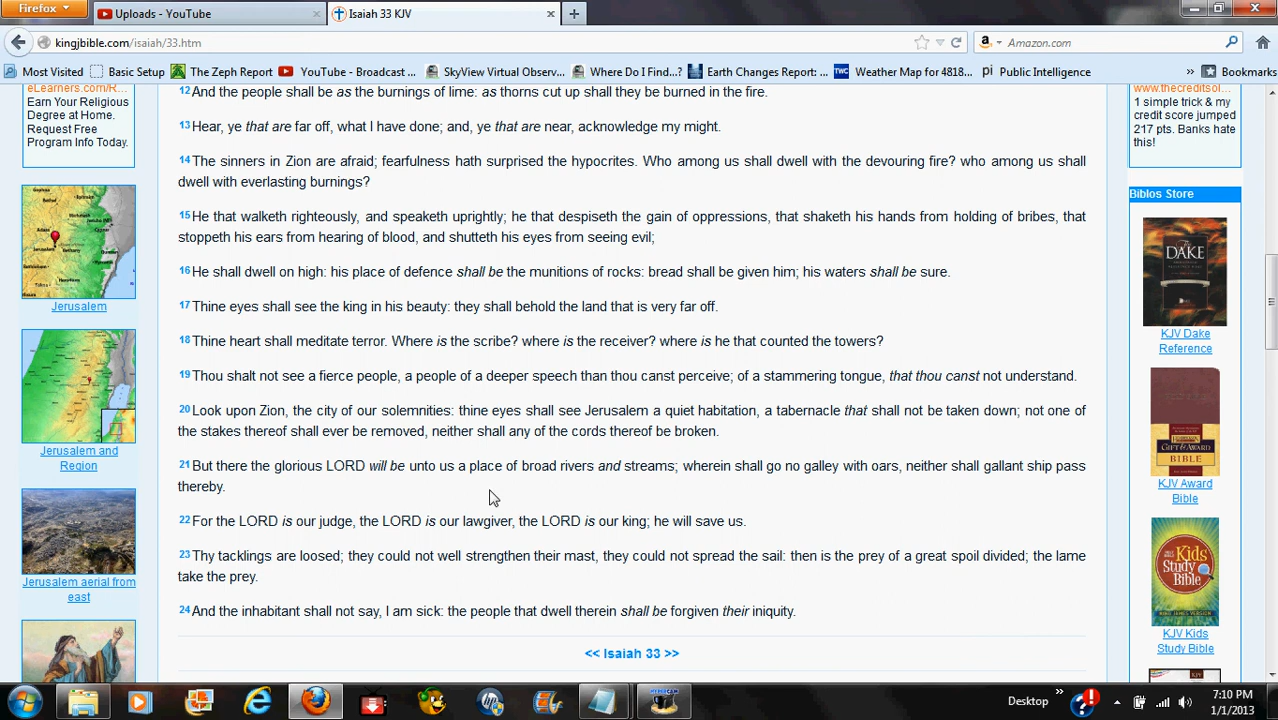 Firefox
Uploads - YouTube
Isaiah 33 KJV
kingjbible.com/isaiah/33.htm
Amazon.com
Most Visited
Basic Setup
The Zeph Report
YouTube - Broadcast ...
SkyView Virtual Observ...
Where Do I Find...?
Earth Changes Report: ...
Weather Map for 4818...
pi Public Intelligence
»
Bookmarks
eLearners.com/R...
Earn Your Religious
Degree at Home.
Request Free
Program Info Today.
Jerusalem
Jerusalem and
Region
Jerusalem aerial from
east
12 And the people shall be as the burnings of lime: as thorns cut up shall they be burned in the fire.
13 Hear, ye that are far off, what I have done; and, ye that are near, acknowledge my might.
14 The sinners in Zion are afraid; fearfulness hath surprised the hypocrites. Who among us shall dwell with the devouring fire? who among us shall
dwell with everlasting burnings?
15 He that walketh righteously, and speaketh uprightly; he that despiseth the gain of oppressions, that shaketh his hands from holding of bribes, that
stoppeth his ears from hearing of blood, and shutteth his eyes from seeing evil;
16 He shall dwell on high: his place of defence shall be the munitions of rocks: bread shall be given him; his waters shall be sure.
17 Thine eyes shall see the king in his beauty: they shall behold the land that is very far off.
18 Thine heart shall meditate terror. Where is the scribe? where is the receiver? where is he that counted the towers?
19 Thou shalt not see a fierce people, a people of a deeper speech than thou canst perceive; of a stammering tongue, that thou canst not understand.
20 Look upon Zion, the city of our solemnities: thine eyes shall see Jerusalem a quiet habitation, a tabernacle that shall not be taken down; not one of
the stakes thereof shall ever be removed, neither shall any of the cords thereof be broken.
21 But there the glorious LORD will be unto us a place of broad rivers and streams; wherein shall go no galley with oars, neither shall gallant ship pass
thereby.
22 For the LORD is our judge, the LORD is our lawgiver, the LORD is our king; he will save us.
23 Thy tacklings are loosed; they could not well strengthen their mast, they could not spread the sail: then is the prey of a great spoil divided; the lame
take the prey.
24 And the inhabitant shall not say, I am sick: the people that dwell therein shall be forgiven their iniquity.
<< Isaiah 33 >>
www.thecreditsol...
1 simple trick & my
credit score jumped
217 pts. Banks hate
this!
Biblos Store
DAKE
KJV Dake
Reference
BIBLE
KJV Award
Bible
Kids
Study Bible
KJV Kids
Study Bible
Desktop
»
7:10 PM
1/1/2013